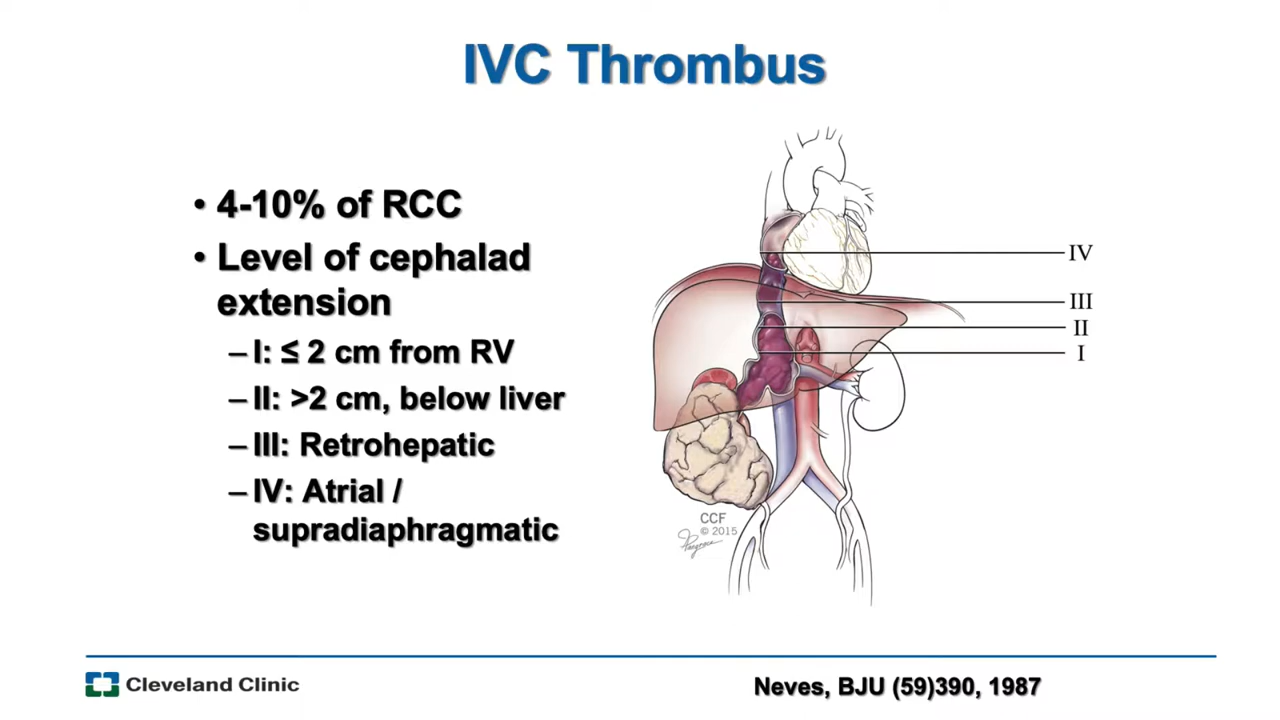 IVC Thrombus
• 4-10% of RCC
• Level of cephalad
extension
– I: ≤ 2 cm from RV
– II: >2 cm, below liver
– III: Retrohepatic
– IV: Atrial /
supradiaphragmatic
IV
III
II
I
CCF
© 2015
Cleveland Clinic
Neves, BJU (59)390, 1987